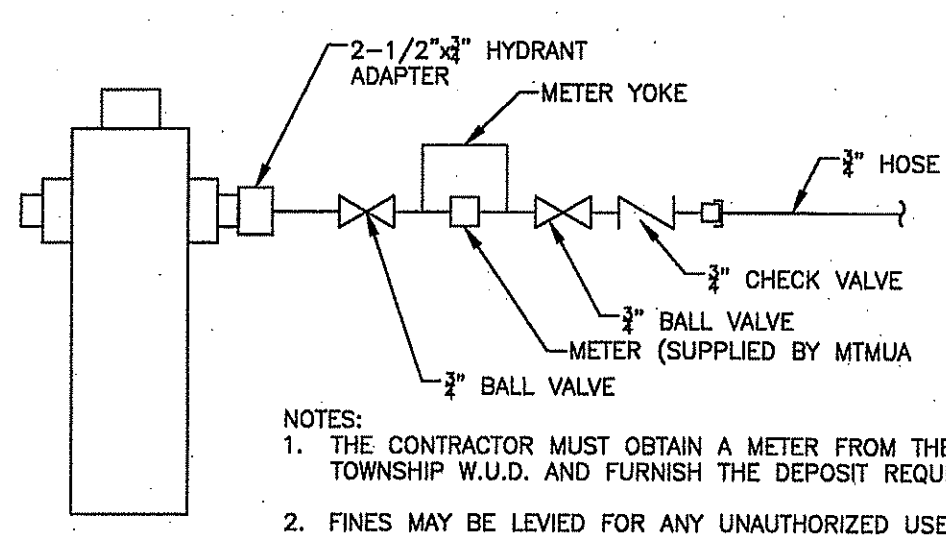 2-1/2"x3/4" HYDRANT
ADAPTER
METER YOKE
3/4" HOSE
3/4" CHECK VALVE
3/4" BALL VALVE
METER (SUPPLIED BY MTMUA
3/4" BALL VALVE
NOTES:
1. THE CONTRACTOR MUST OBTAIN A METER FROM THE
TOWNSHIP W.U.D. AND FURNISH THE DEPOSIT REQU
2. FINES MAY BE LEVIED FOR ANY UNAUTHORIZED USE